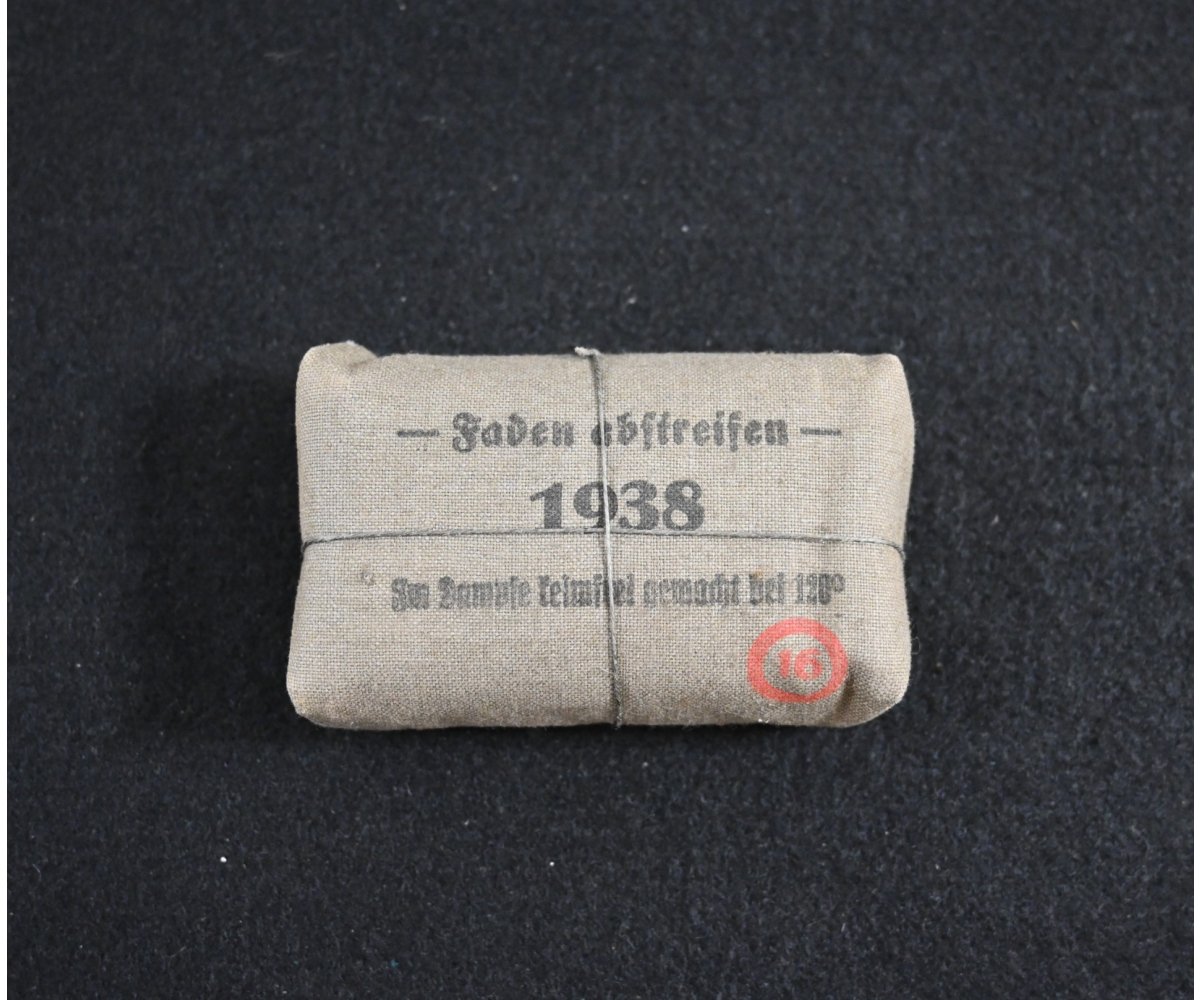 — Faden abstreifen —
1938
Im Dampfe keimfrei gemacht bei 120°
16